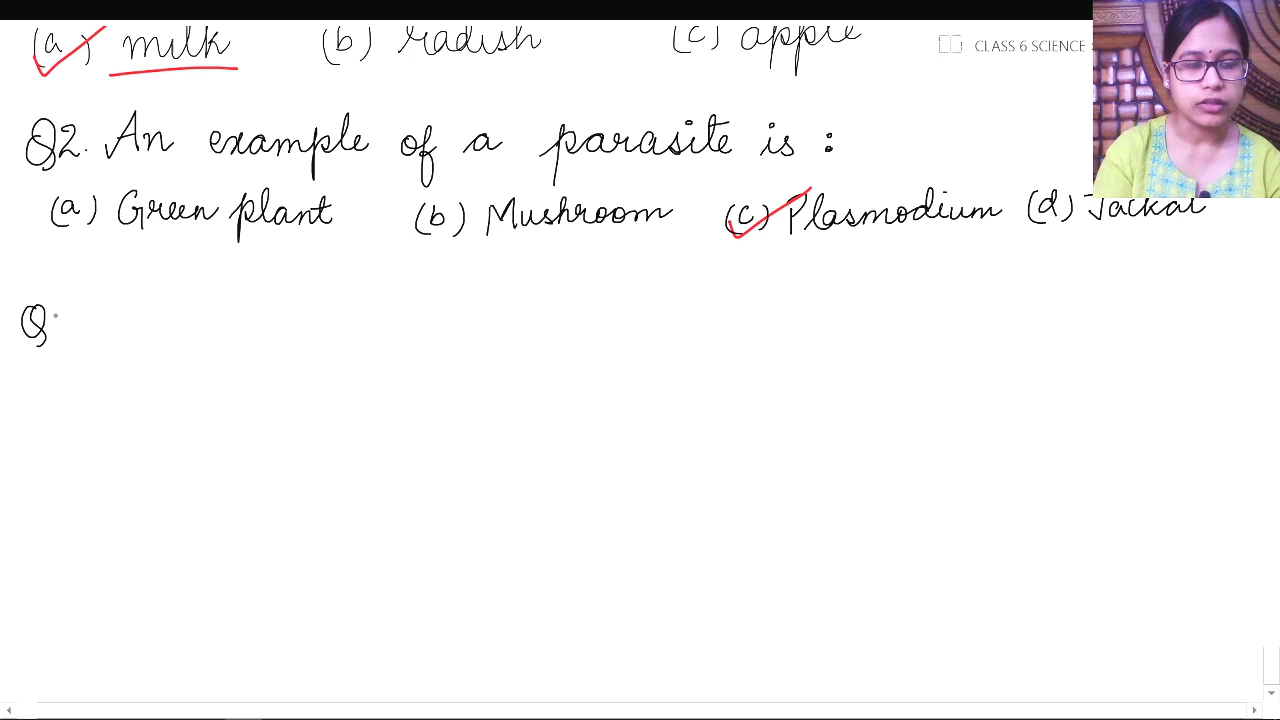 (a) milk (b) radish (c) apple
CLASS 6 SCIENCE
Q2. An example of a parasite is :
(a) Green plant (b) Mushroom (c) Plasmodium (d) Jackal
Q